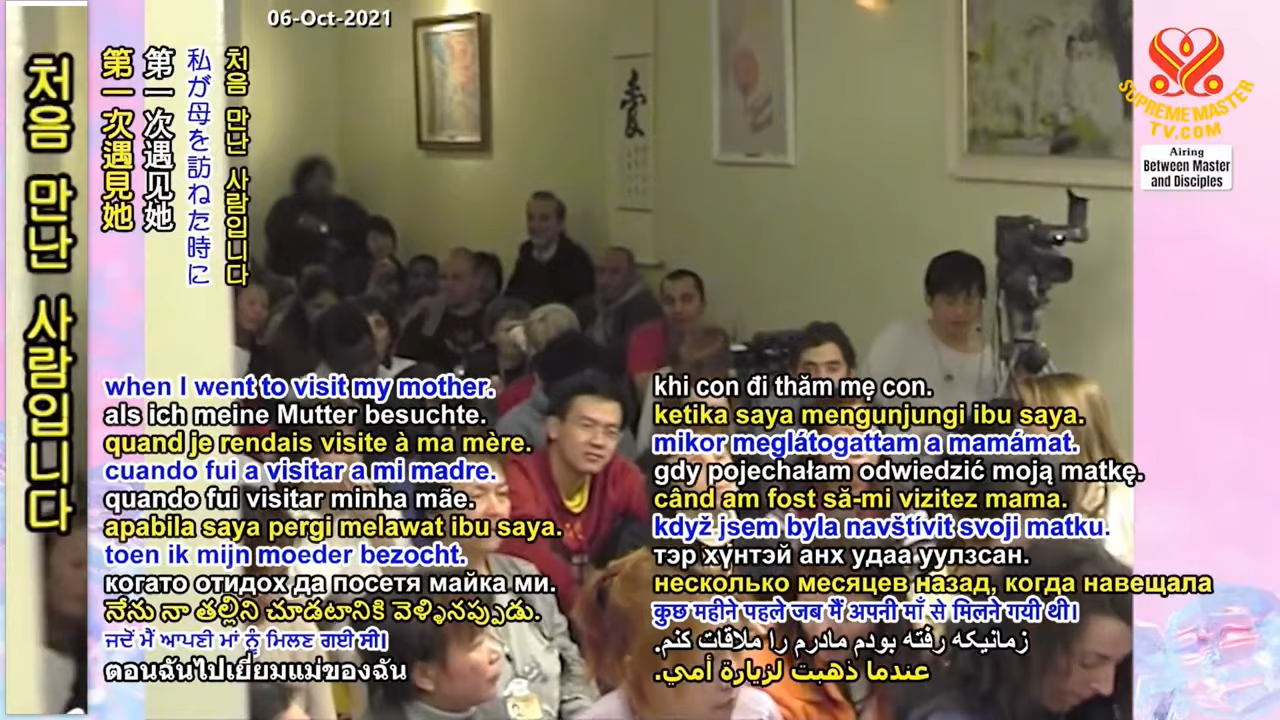 06-Oct-2021
처음 만난 사람입니다
第一次遇見她
第一次遇见她
私が母を訪ねた時に
처음 만난 사람입니다
SUPREME MASTER
TV.COM
Airing
Between Master
and Disciples
愛
when I went to visit my mother.
als ich meine Mutter besuchte.
quand je rendais visite à ma mère.
cuando fui a visitar a mi madre.
quando fui visitar minha mãe.
apabila saya pergi melawat ibu saya.
toen ik mijn moeder bezocht.
когато отидох да посетя майка ми.
నేను నా తల్లిని చూడటానికి వెళ్ళినప్పుడు.
ਜਦੋਂ ਮੈਂ ਆਪਣੀ ਮਾਂ ਨੂੰ ਮਿਲਣ ਗਈ ਸੀ।
ตอนฉันไปเยี่ยมแม่ของฉัน
khi con đi thăm mẹ con.
ketika saya mengunjungi ibu saya.
mikor meglátogattam a mamámat.
gdy pojechałam odwiedzić moją matkę.
când am fost să-mi vizitez mama.
když jsem byla navštívit svoji matku.
тэр хүнтэй анх удаа уулзсан.
несколько месяцев назад, когда навещала
कुछ महीने पहले जब मैं अपनी माँ से मिलने गयी थी।
زمانیکه رفته بودم مادرم را ملاقات کنم.
عندما ذهبت لزيارة أمي.